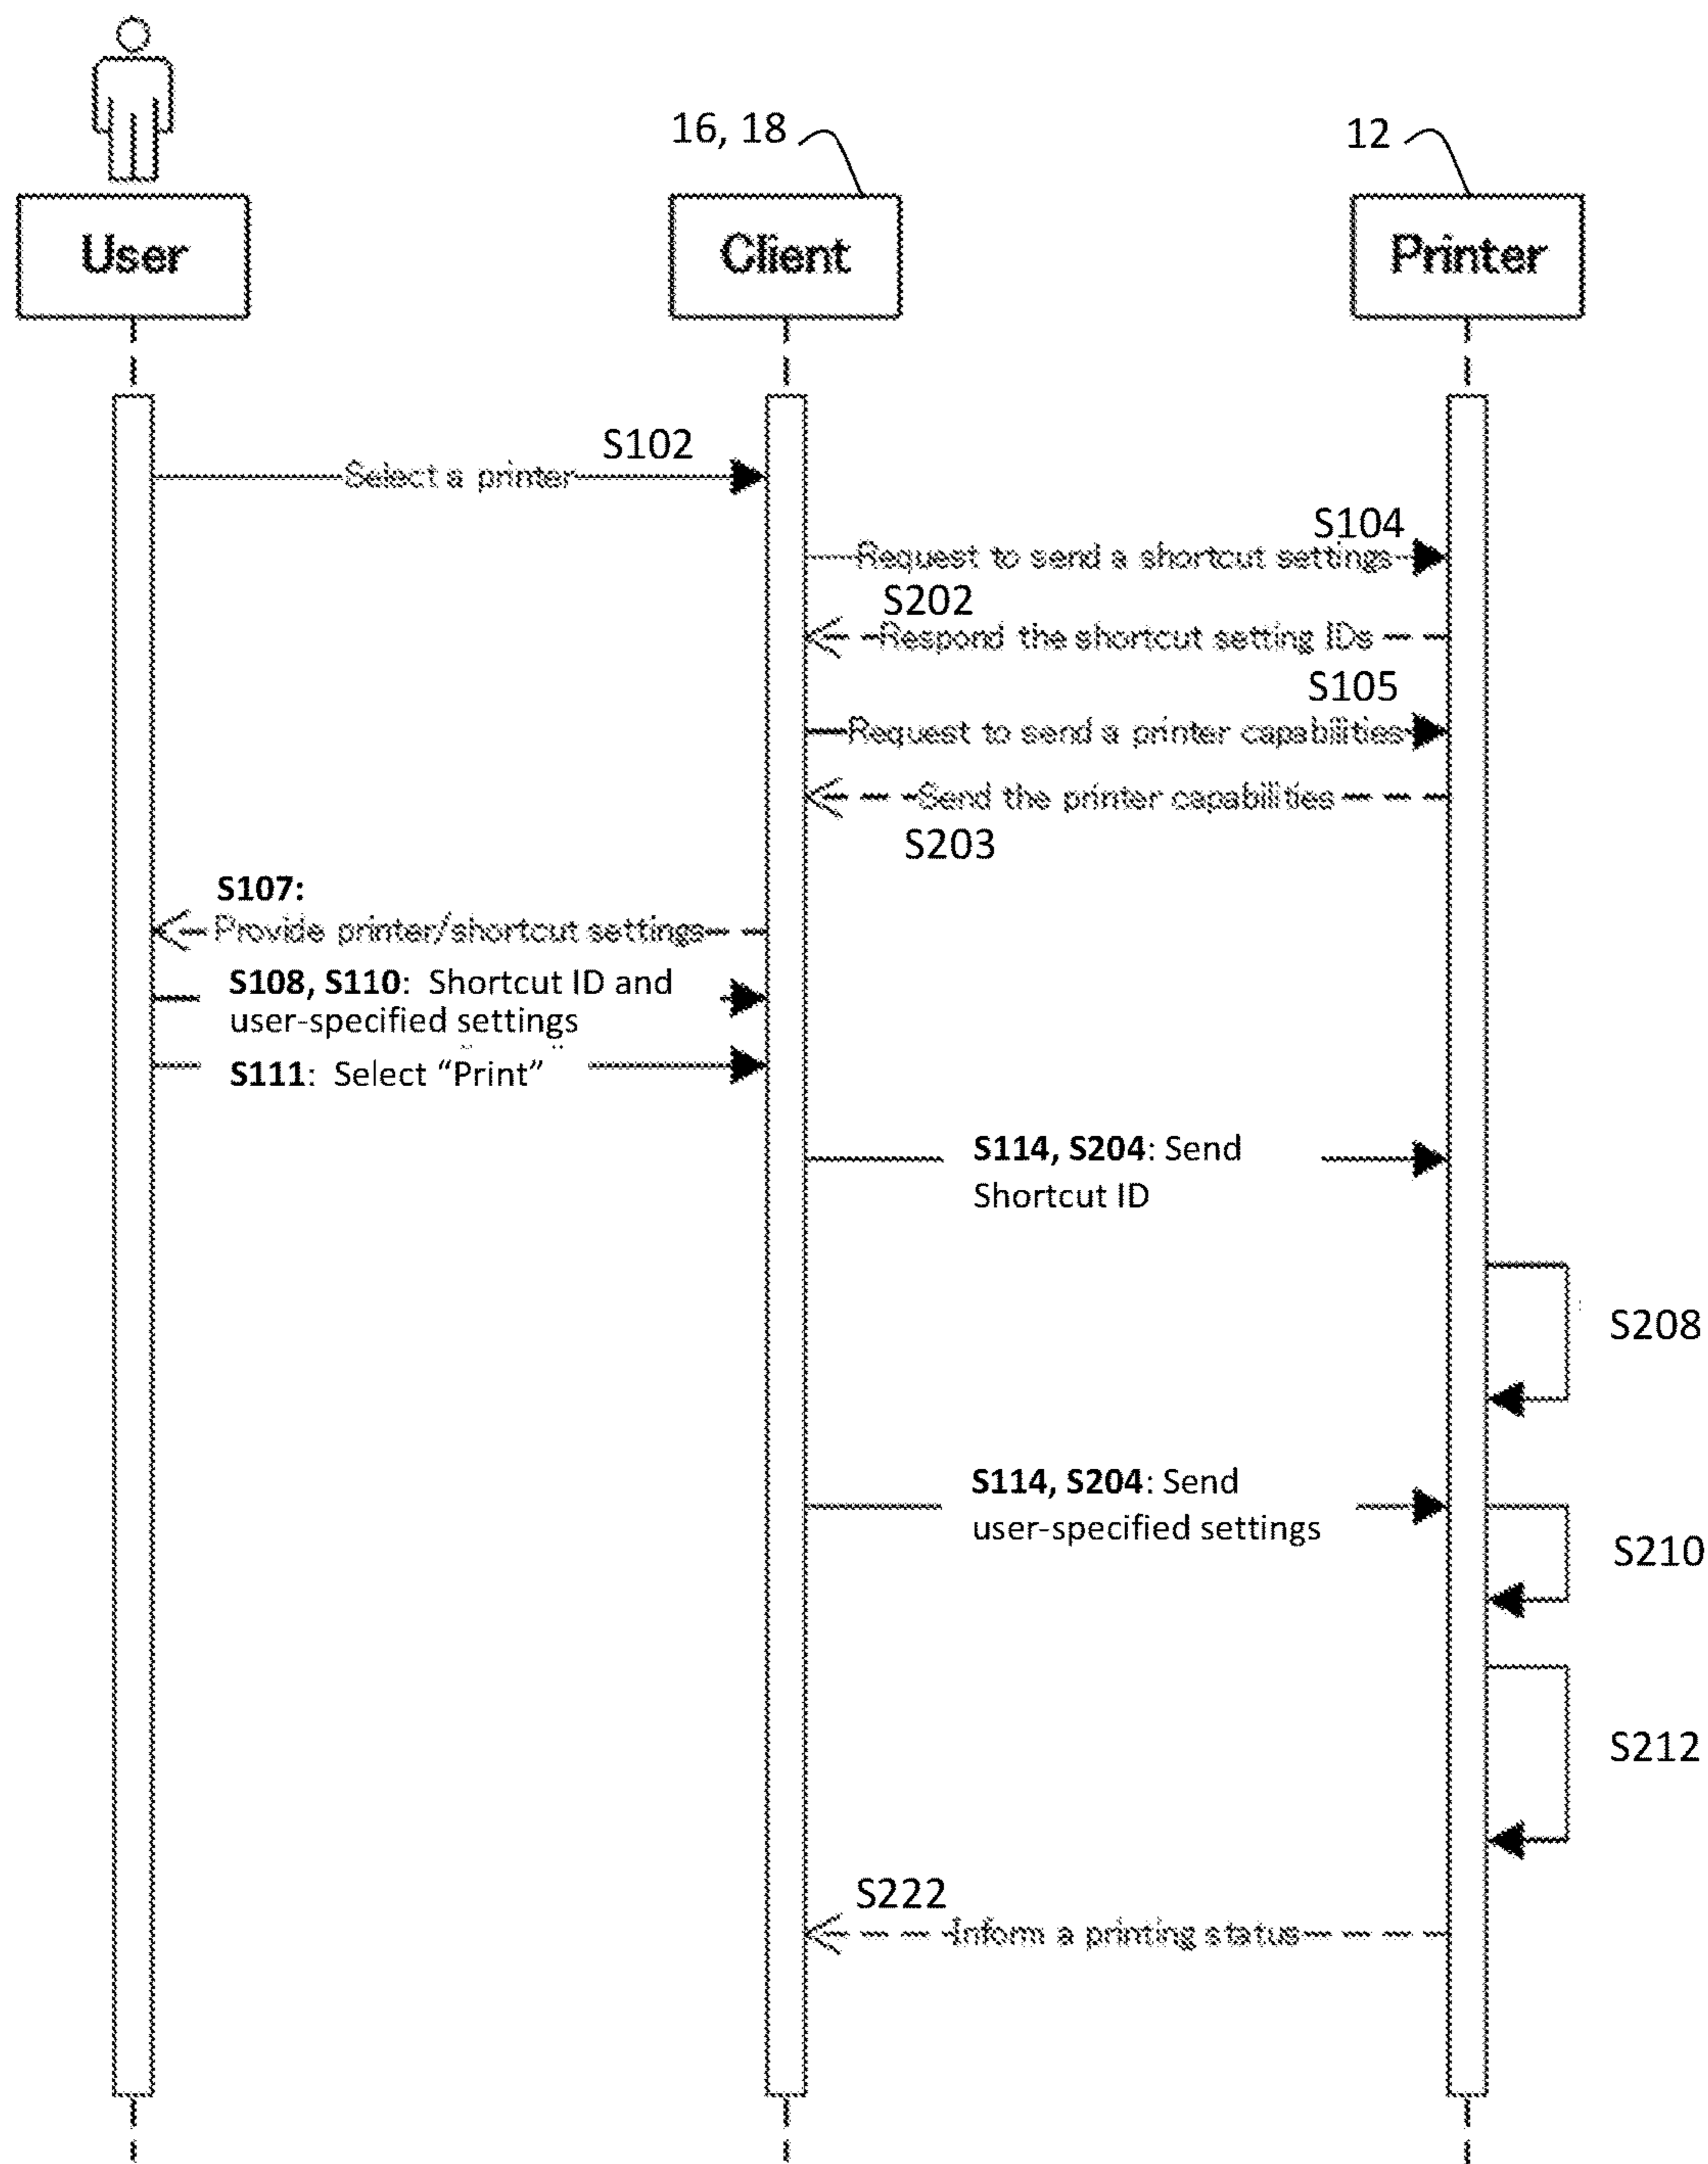 16, 18
12
User
Client
Printer
S102
Select a printer
S104
Request to send a shortcut settings
S202
Respond the shortcut setting IDs
S105
Request to send a printer capabilities
Send the printer capabilities
S203
S107:
Provide printer/shortcut settings
S108, S110: Shortcut ID and
user-specified settings
S111: Select “Print”
S114, S204: Send
Shortcut ID
S208
S114, S204: Send
user-specified settings
S210
S212
S222
Inform a printing status